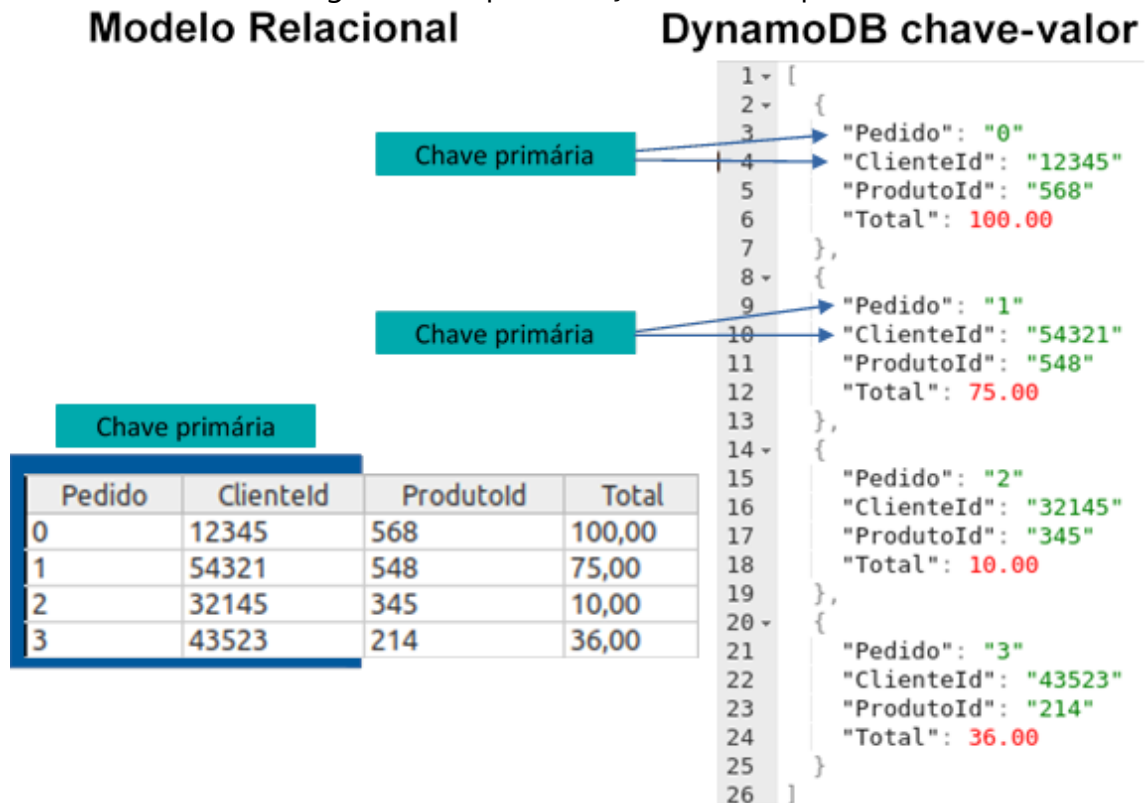 Modelo Relacional
DynamoDB chave-valor
Chave primária
Chave primária
Chave primária
Pedido ClienteId ProdutoId Total
0 12345 568 100,00
1 54321 548 75,00
2 32145 345 10,00
3 43523 214 36,00
1 [
2 {
3 "Pedido": "0"
4 "ClienteId": "12345"
5 "ProdutoId": "568"
6 "Total": 100.00
7 },
8 {
9 "Pedido": "1"
10 "ClienteId": "54321"
11 "ProdutoId": "548"
12 "Total": 75.00
13 },
14 {
15 "Pedido": "2"
16 "ClienteId": "32145"
17 "ProdutoId": "345"
18 "Total": 10.00
19 },
20 {
21 "Pedido": "3"
22 "ClienteId": "43523"
23 "ProdutoId": "214"
24 "Total": 36.00
25 }
26 ]